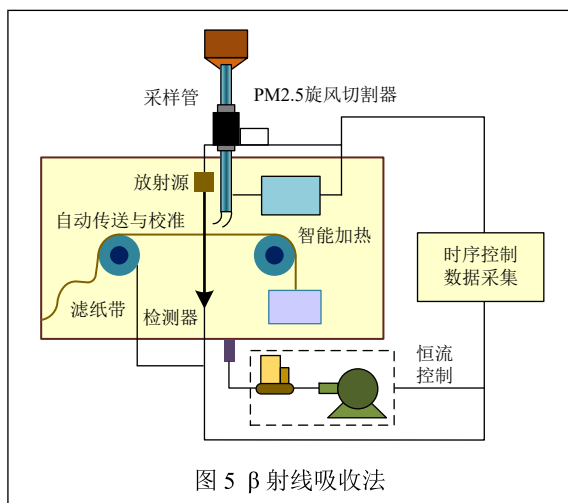 采样管
PM2.5旋风切割器
放射源
自动传送与校准
智能加热
时序控制
数据采集
滤纸带
检测器
恒流
控制
图 5 β 射线吸收法